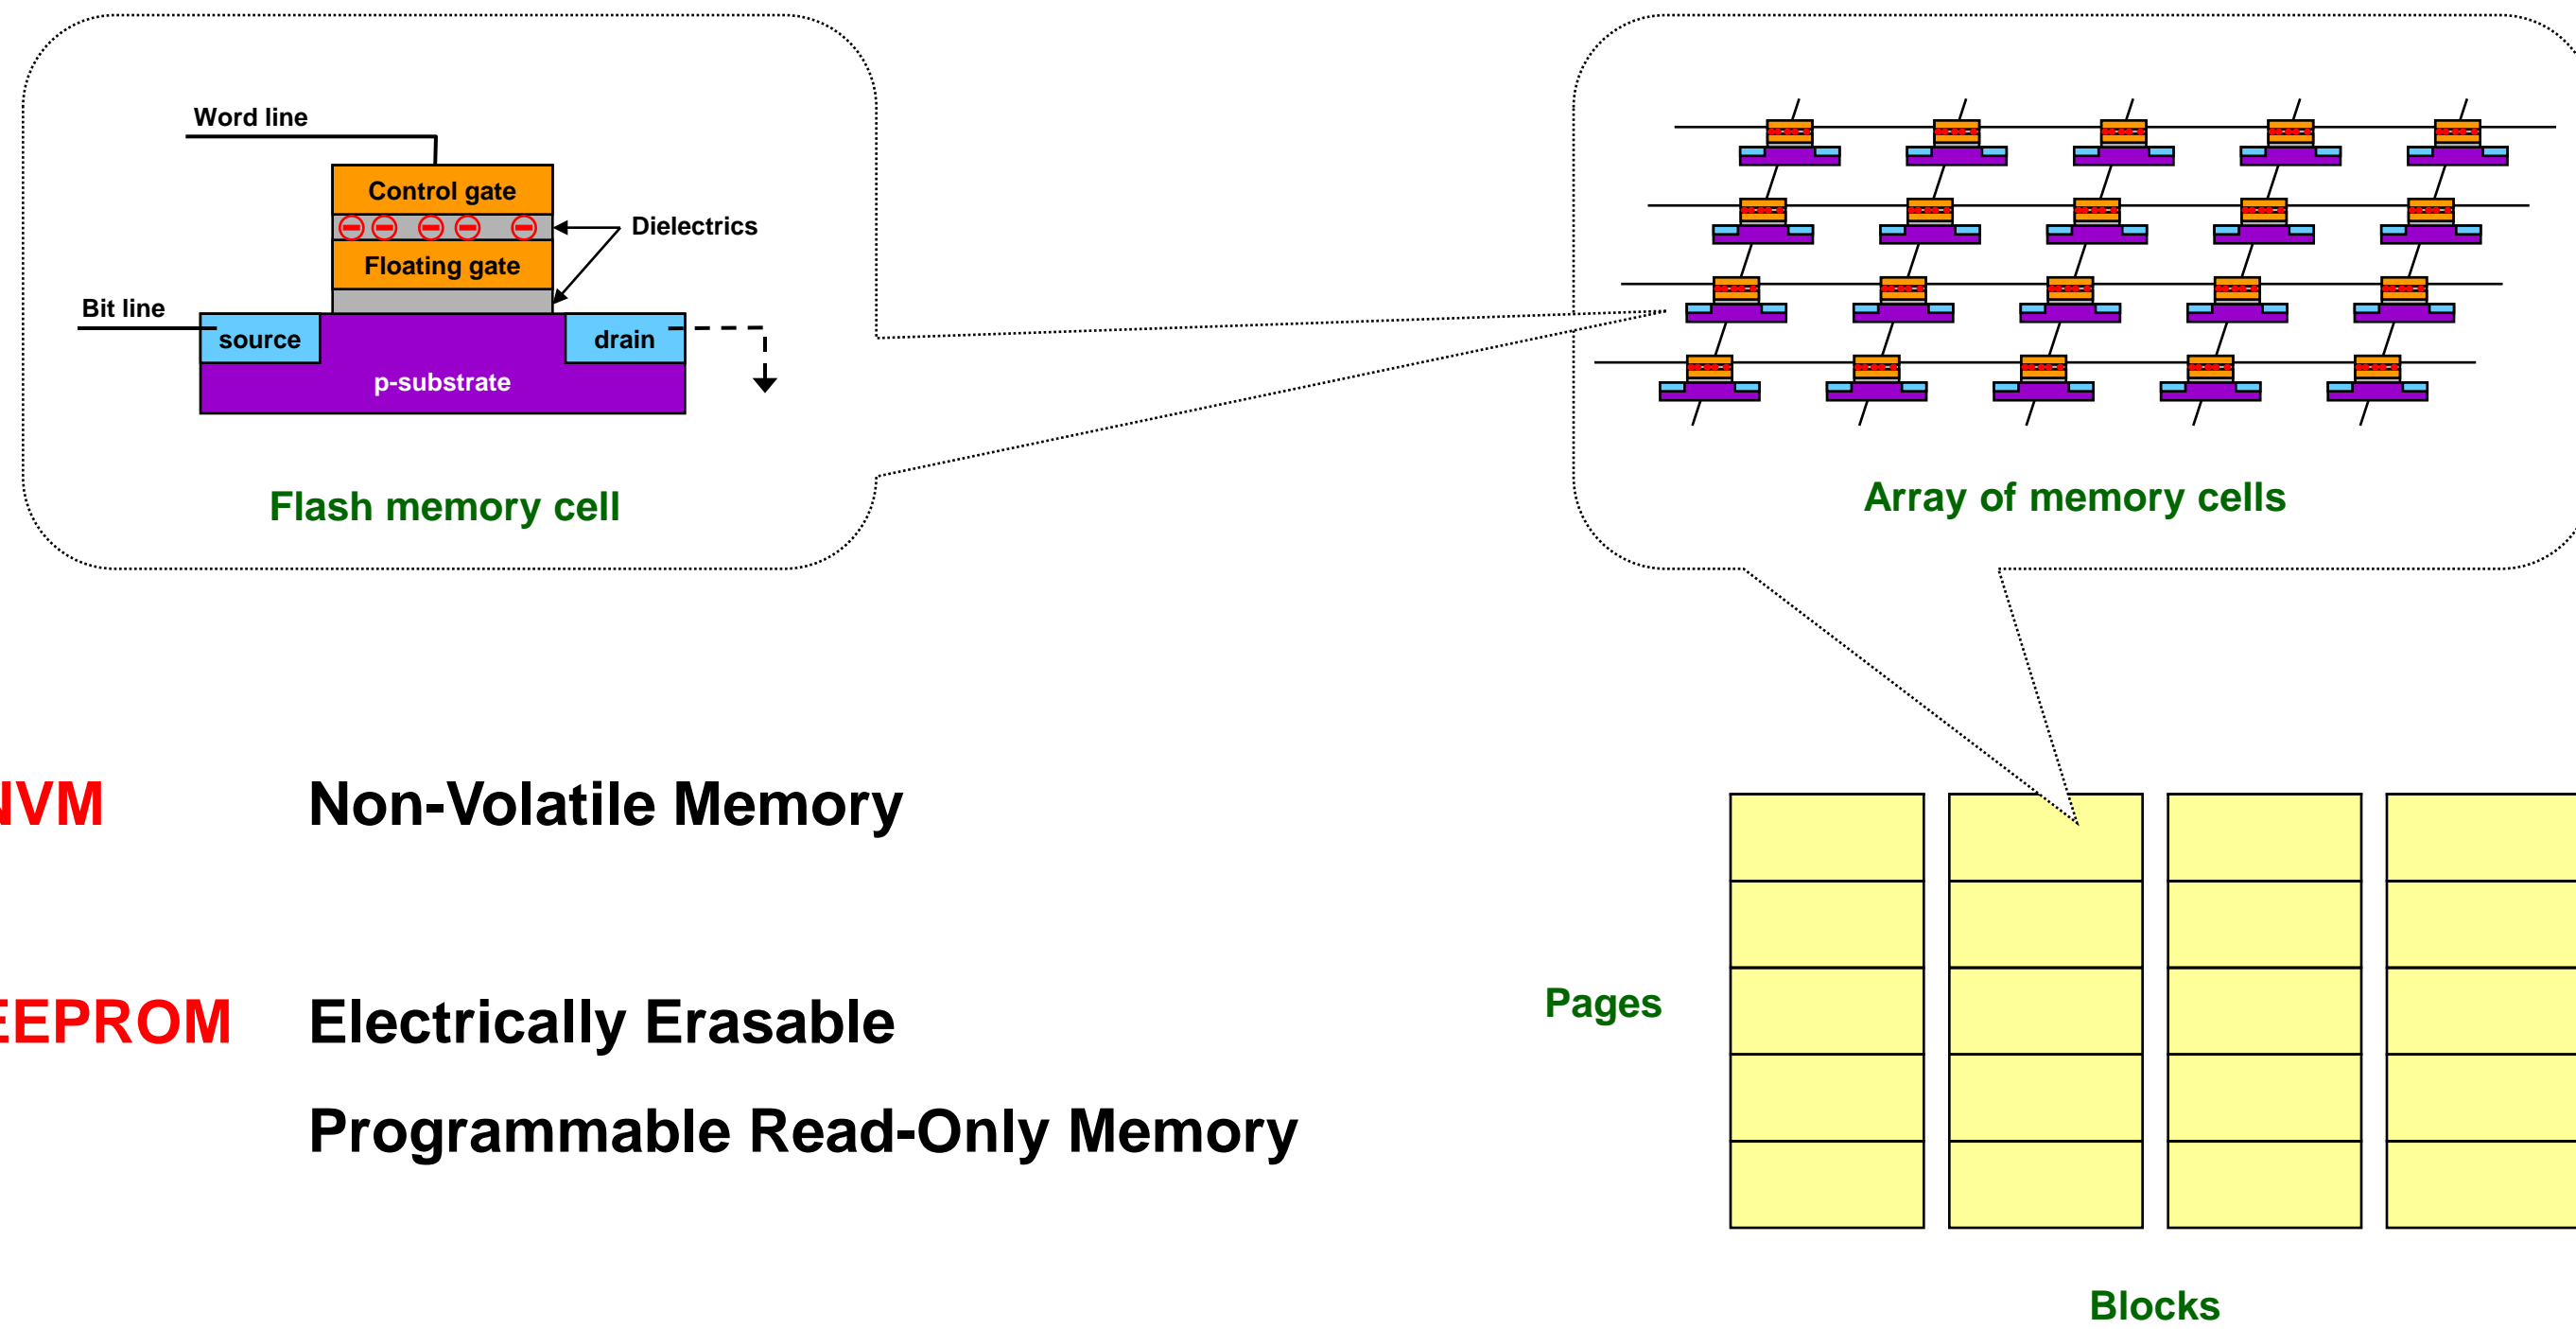 Word line
Control gate
Dielectrics
Floating gate
Bit line
source
drain
p-substrate
Flash memory cell
Array of memory cells
NVM Non-Volatile Memory
EEPROM Electrically Erasable
Programmable Read-Only Memory
Pages
Blocks